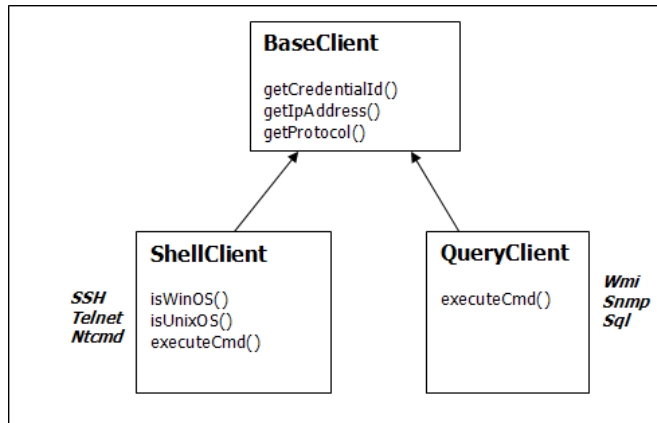 BaseClient
getCredentialId()
getIpAddress()
getProtocol()
ShellClient
isWinOS()
isUnixOS()
executeCmd()
SSH
Telnet
Ntcmd
QueryClient
executeCmd()
Wmi
Snmp
Sql